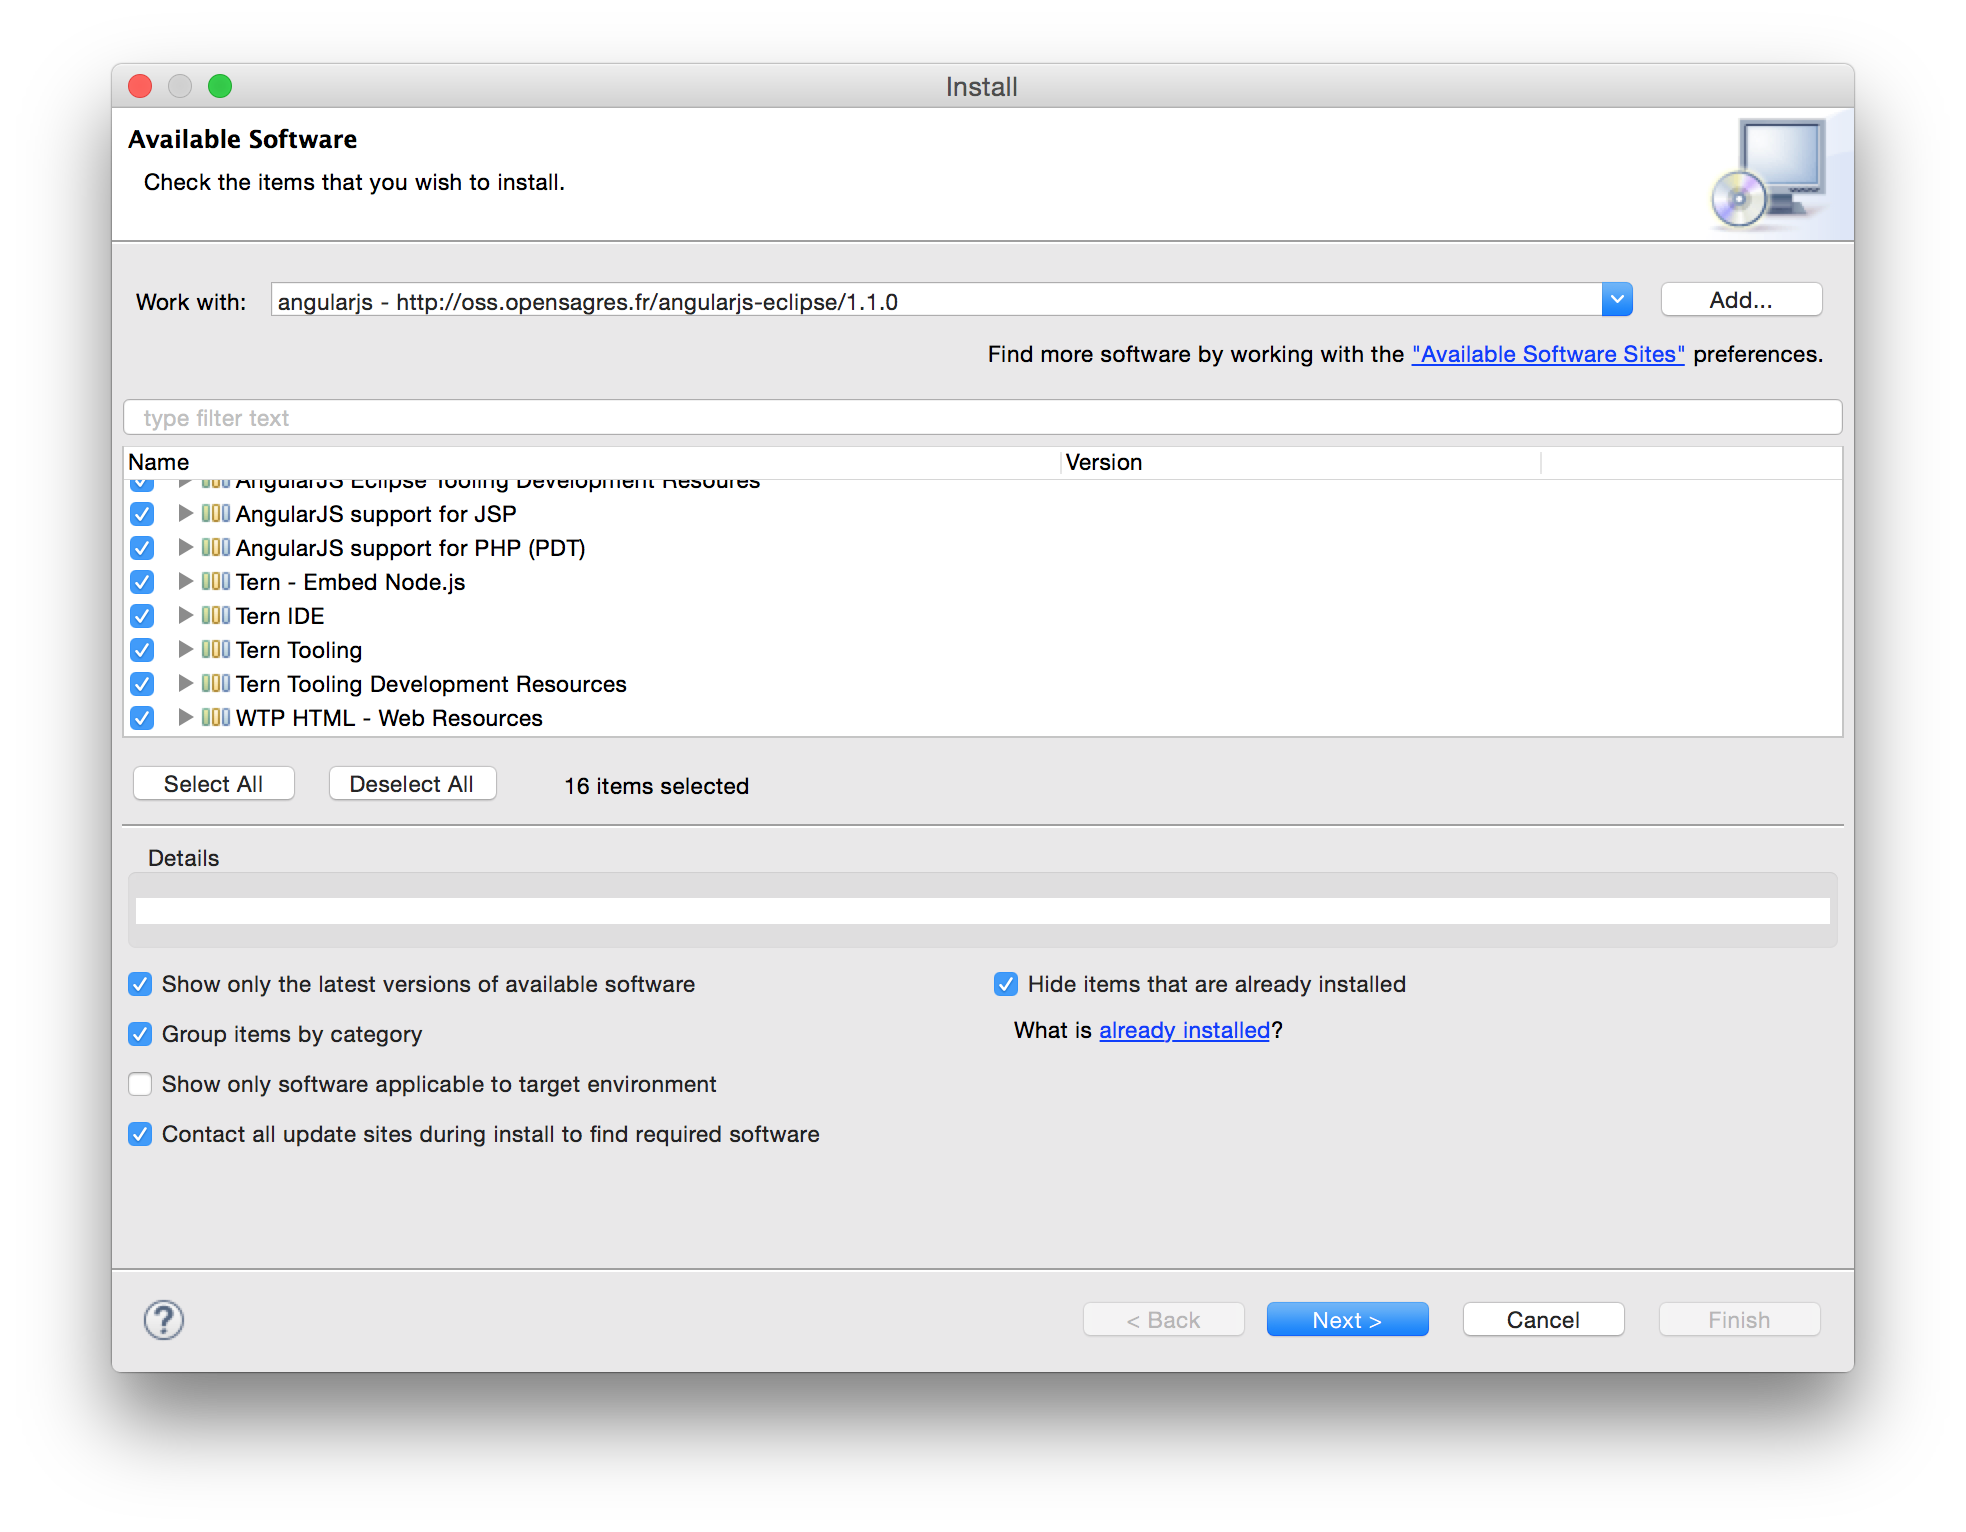 Install
Available Software
Check the items that you wish to install.
Work with: angularjs - http://oss.opensagres.fr/angularjs-eclipse/1.1.0 Add...
Find more software by working with the "Available Software Sites" preferences.
type filter text
Name Version
AngularJS Eclipse Tooling Development Resoures
AngularJS support for JSP
AngularJS support for PHP (PDT)
Tern - Embed Node.js
Tern IDE
Tern Tooling
Tern Tooling Development Resources
WTP HTML - Web Resources
Select All Deselect All 16 items selected
Details
Show only the latest versions of available software Hide items that are already installed
Group items by category What is already installed?
Show only software applicable to target environment
Contact all update sites during install to find required software
? < Back Next > Cancel Finish